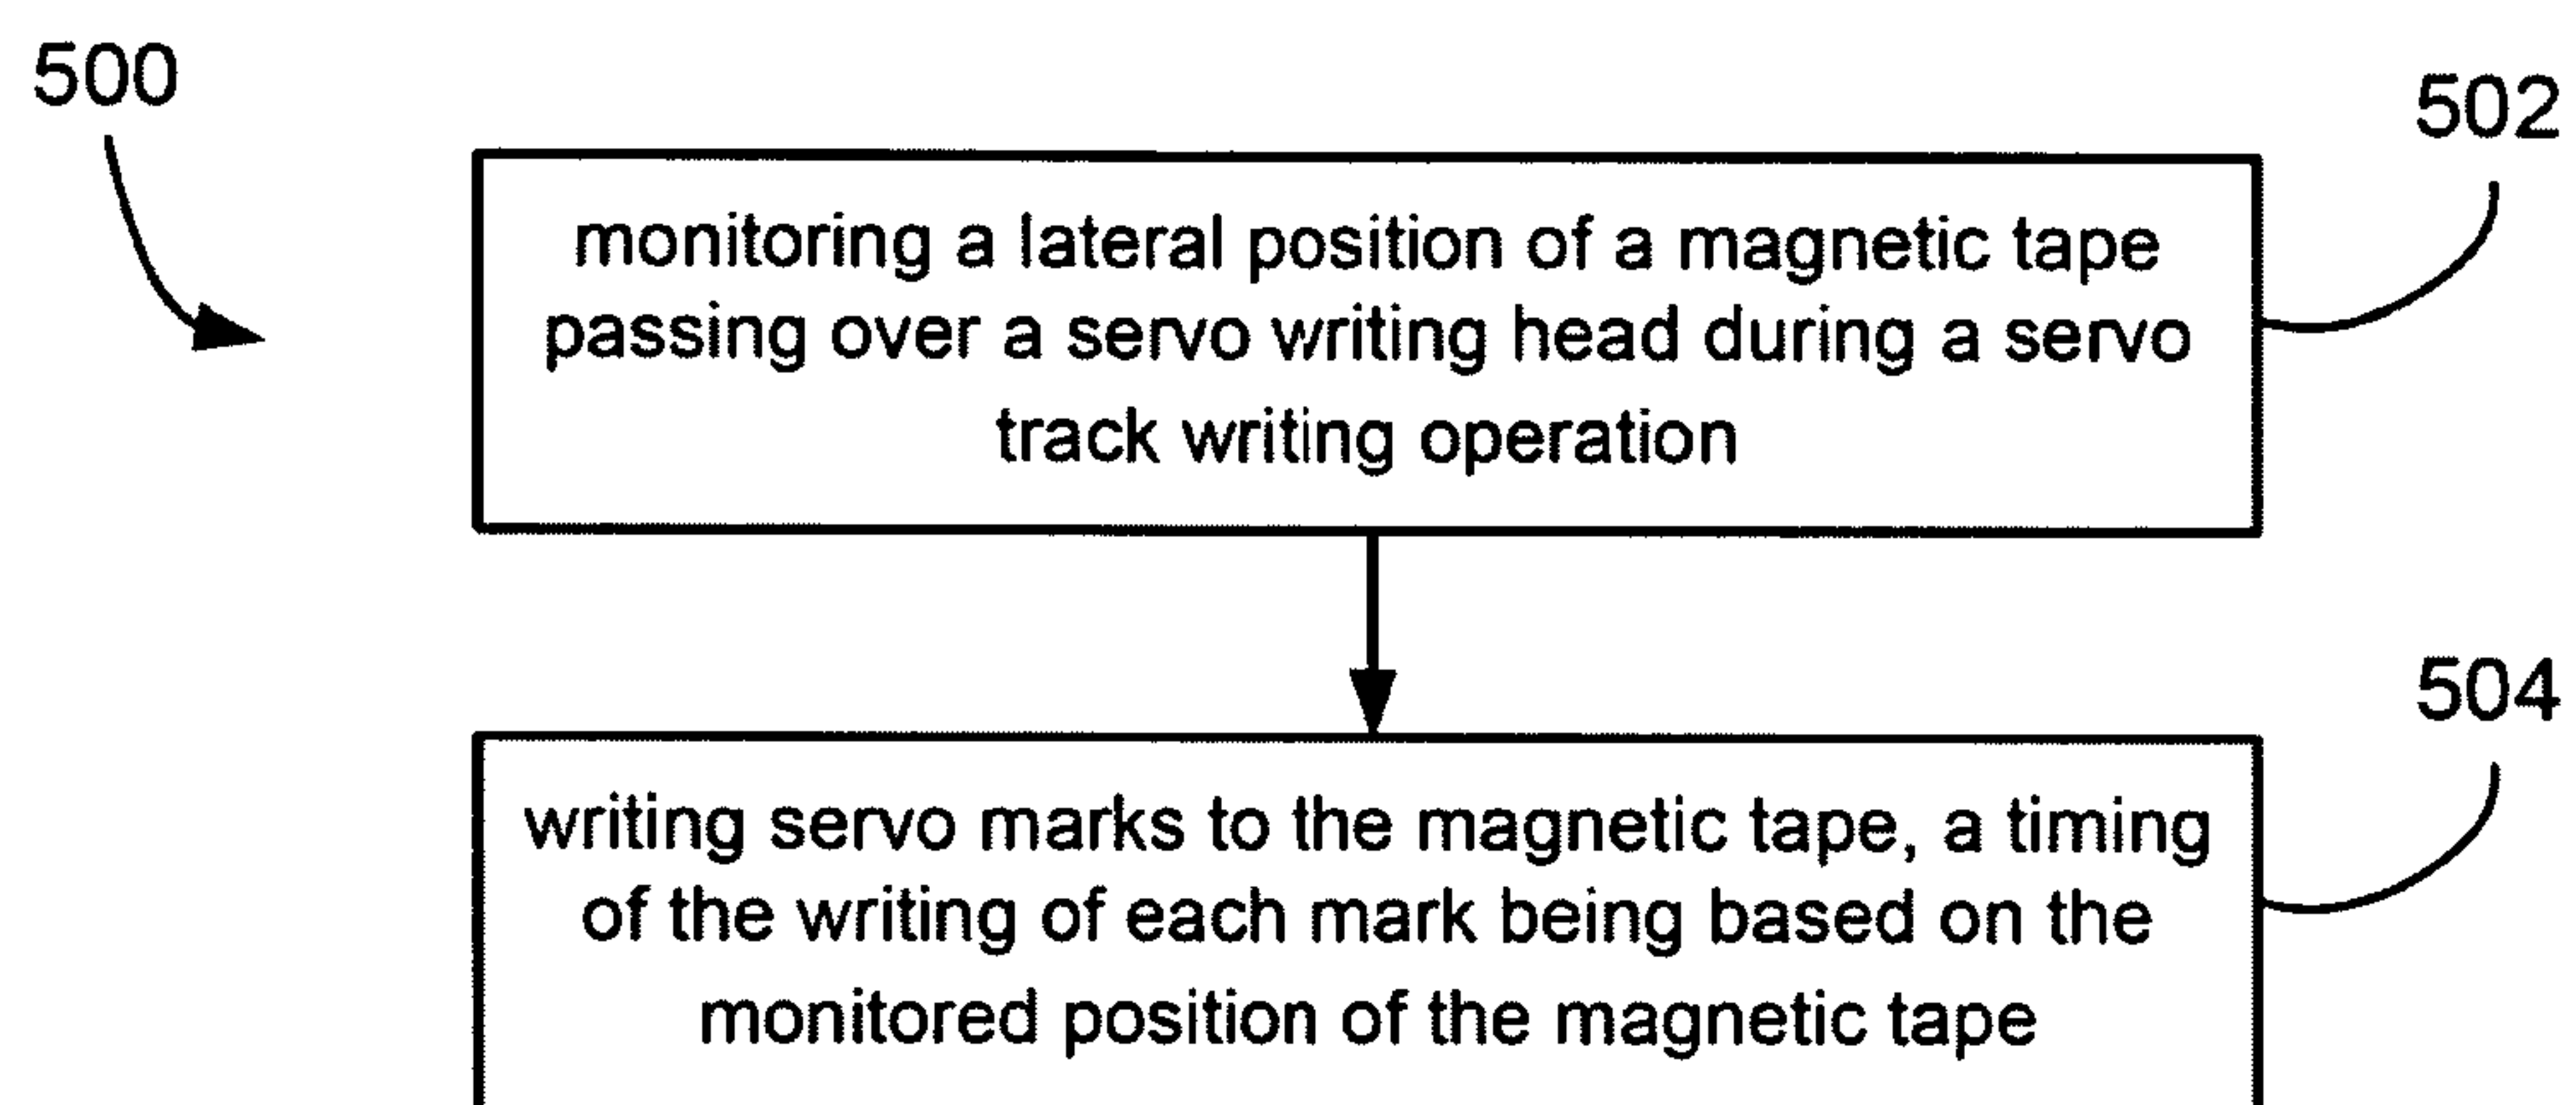 500
502
monitoring a lateral position of a magnetic tape
passing over a servo writing head during a servo
track writing operation
504
writing servo marks to the magnetic tape, a timing
of the writing of each mark being based on the
monitored position of the magnetic tape